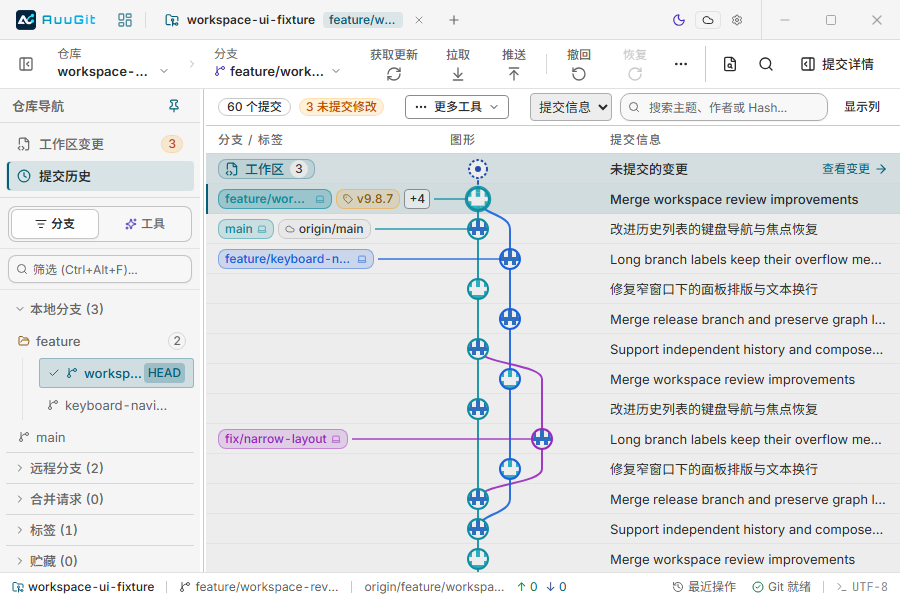 AuuGit
workspace-ui-fixture
feature/w...
仓库
workspace-...
分支
feature/work...
获取更新
拉取
推送
撤回
恢复
提交详情
仓库导航
60 个提交
3 未提交修改
更多工具
提交信息
搜索主题、作者或 Hash...
显示列
工作区变更 3
提交历史
分支
工具
筛选 (Ctrl+Alt+F)...
本地分支 (3)
feature 2
worksp... HEAD
keyboard-navi...
main
远程分支 (2)
合并请求 (0)
标签 (1)
贮藏 (0)
分支 / 标签 图形 提交信息
工作区 3 未提交的变更 查看变更
feature/wor... v9.8.7 +4 Merge workspace review improvements
main origin/main 改进历史列表的键盘导航与焦点恢复
feature/keyboard-n... Long branch labels keep their overflow me...
修复窄窗口下的面板排版与文本换行
Merge release branch and preserve graph l...
Support independent history and compose...
Merge workspace review improvements
改进历史列表的键盘导航与焦点恢复
fix/narrow-layout Long branch labels keep their overflow me...
修复窄窗口下的面板排版与文本换行
Merge release branch and preserve graph l...
Support independent history and compose...
Merge workspace review improvements
workspace-ui-fixture feature/workspace-rev... origin/feature/workspa... ↑ 0 ↓ 0 最近操作 Git 就绪 UTF-8